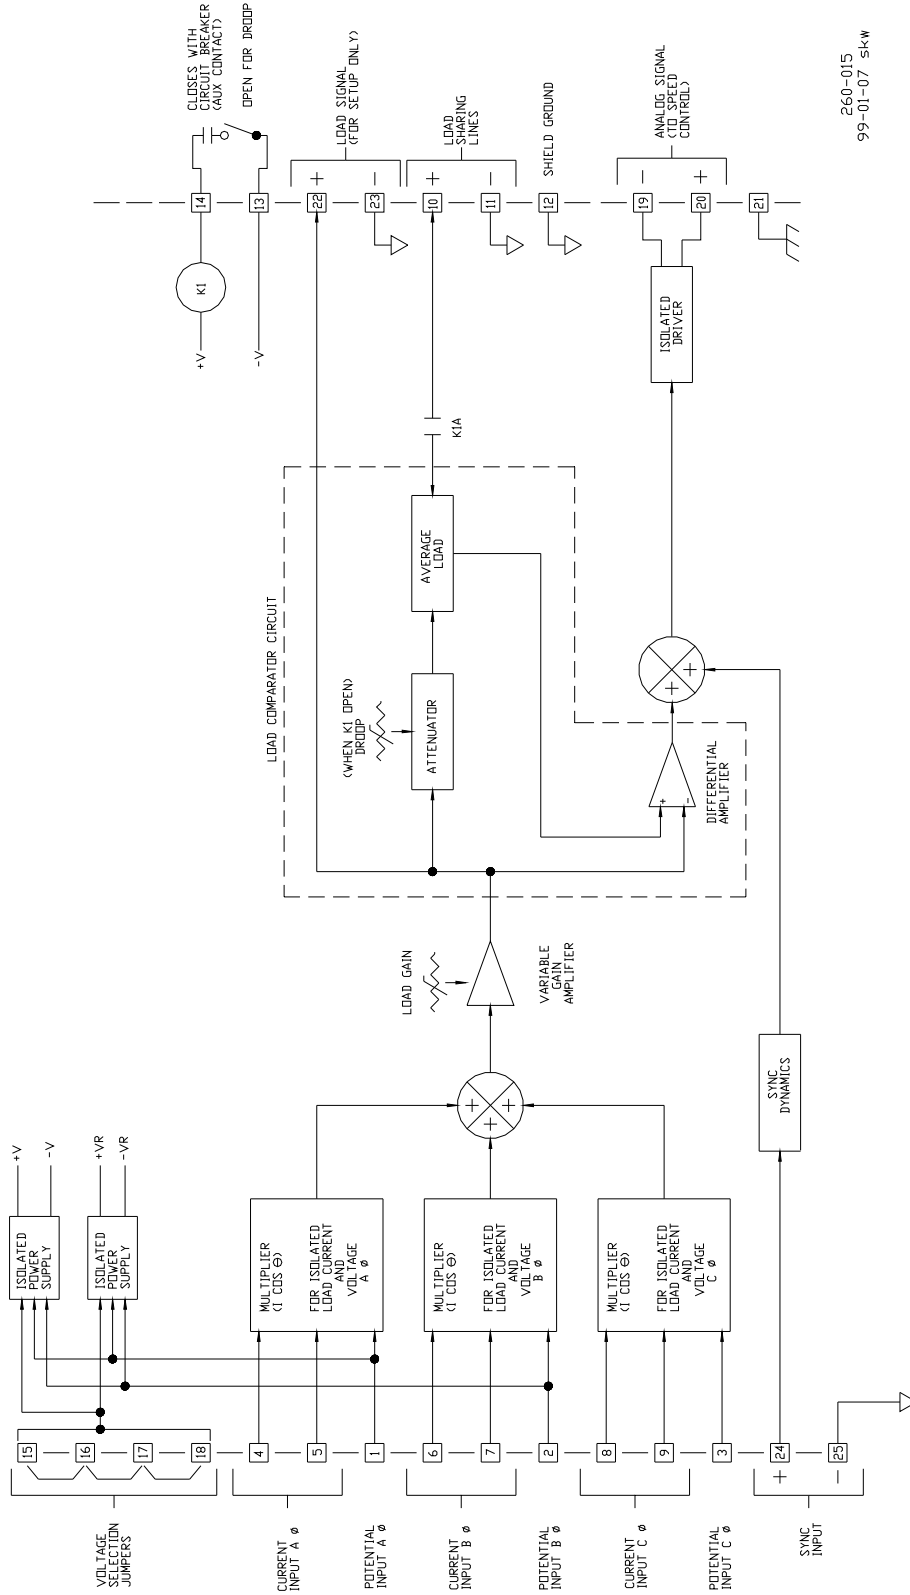 VOLTAGE
SELECTION
JUMPERS
15
16
17
18
ISOLATED
POWER
SUPPLY
+V
-V
ISOLATED
POWER
SUPPLY
+VR
-VR
CURRENT
INPUT A ø
4
5
POTENTIAL
INPUT A ø
1
MULTIPLIER
(I COS Θ)
FOR ISOLATED
LOAD CURRENT
AND
VOLTAGE
A ø
CURRENT
INPUT B ø
6
7
POTENTIAL
INPUT B ø
2
MULTIPLIER
(I COS Θ)
FOR ISOLATED
LOAD CURRENT
AND
VOLTAGE
B ø
CURRENT
INPUT C ø
8
9
POTENTIAL
INPUT C ø
3
MULTIPLIER
(I COS Θ)
FOR ISOLATED
LOAD CURRENT
AND
VOLTAGE
C ø
SYNC
INPUT
+
-
24
25
SYNC
DYNAMICS
+
+
+
LOAD GAIN
VARIABLE
GAIN
AMPLIFIER
LOAD COMPARATOR CIRCUIT
(WHEN K1 OPEN)
DROOP
ATTENUATOR
AVERAGE
LOAD
+
-
DIFFERENTIAL
AMPLIFIER
+
+
K1A
ISOLATED
DRIVER
+V
K1
-V
14
13
CLOSES WITH
CIRCUIT BREAKER
(AUX CONTACT)
OPEN FOR DROOP
22
+
23
-
LOAD SIGNAL
(FOR SETUP ONLY)
10
+
11
-
LOAD
SHARING
LINES
12
SHIELD GROUND
19
-
20
+
ANALOG SIGNAL
(TO SPEED
CONTROL)
21
260-015
99-01-07 skw